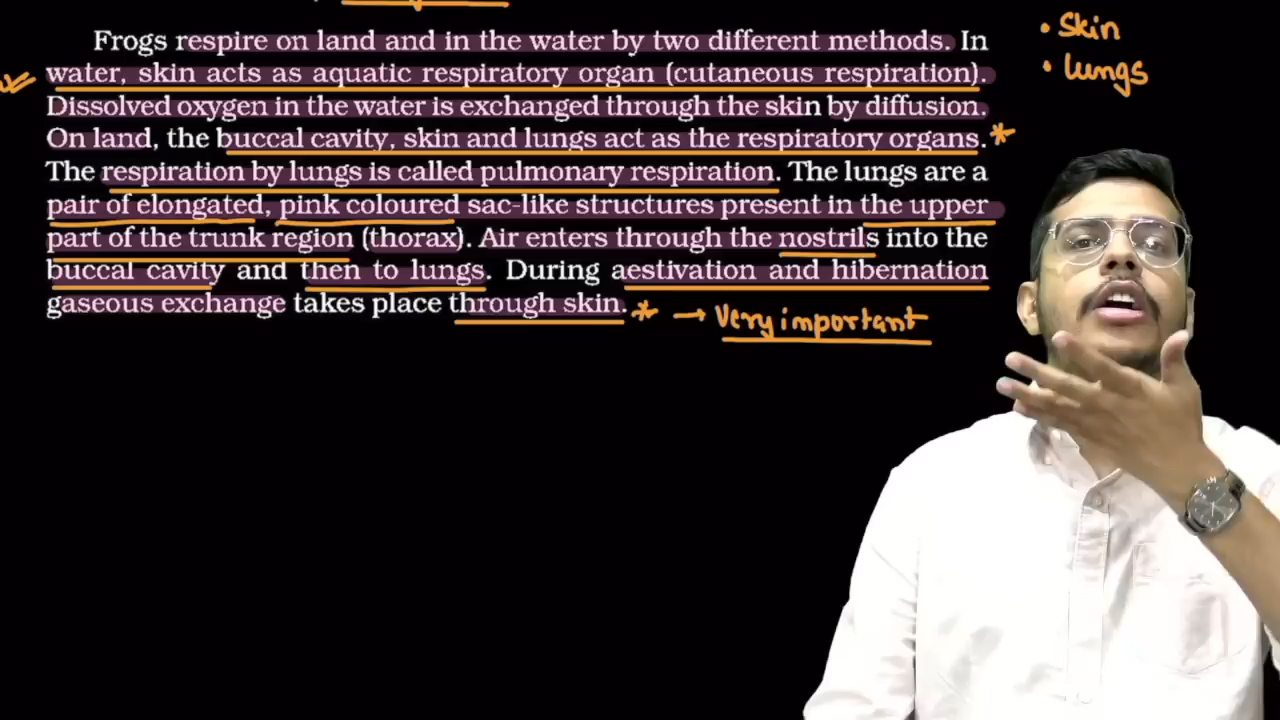 Frogs respire on land and in the water by two different methods. In
water, skin acts as aquatic respiratory organ (cutaneous respiration).
Dissolved oxygen in the water is exchanged through the skin by diffusion.
On land, the buccal cavity, skin and lungs act as the respiratory organs.*
The respiration by lungs is called pulmonary respiration. The lungs are a
pair of elongated, pink coloured sac-like structures present in the upper
part of the trunk region (thorax). Air enters through the nostrils into the
buccal cavity and then to lungs. During aestivation and hibernation
gaseous exchange takes place through skin.* → Very important
• Skin
• lungs